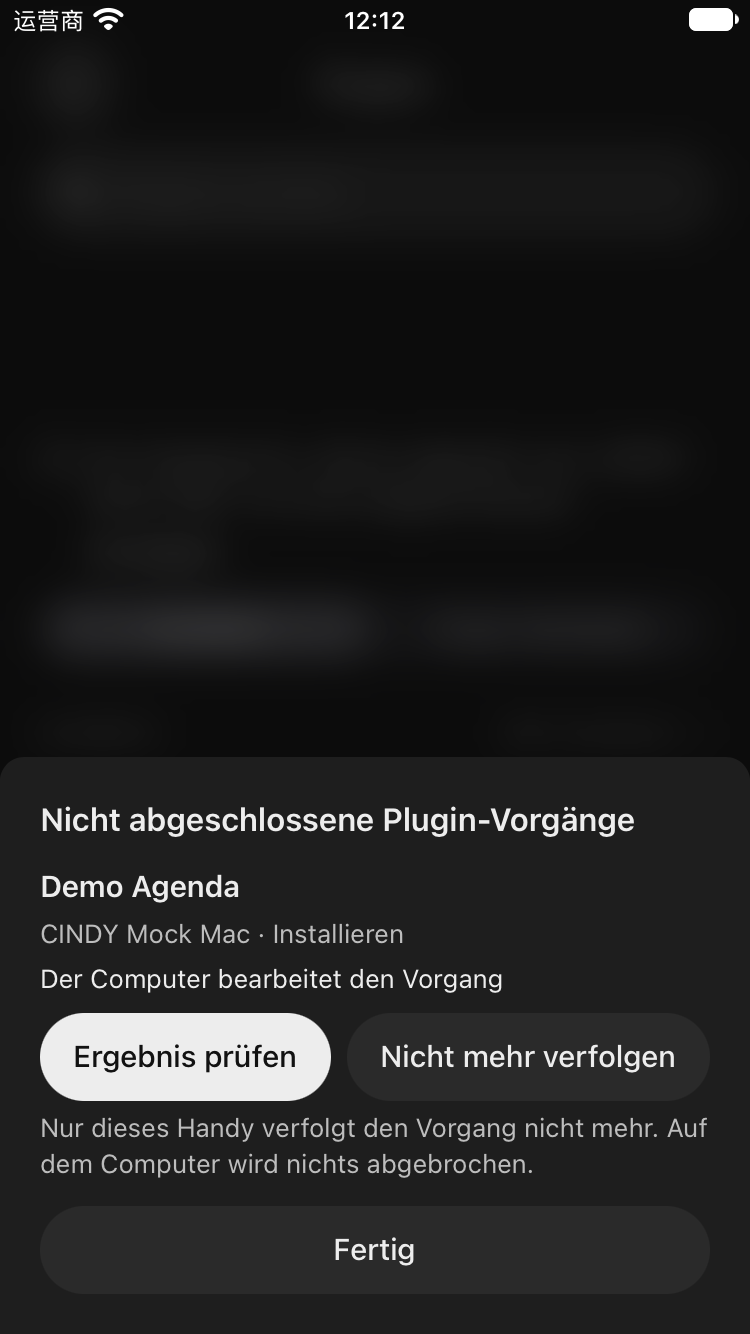 运营商
12:12
Nicht abgeschlossene Plugin-Vorgänge
Demo Agenda
CINDY Mock Mac · Installieren
Der Computer bearbeitet den Vorgang
Ergebnis prüfen
Nicht mehr verfolgen
Nur dieses Handy verfolgt den Vorgang nicht mehr. Auf
dem Computer wird nichts abgebrochen.
Fertig